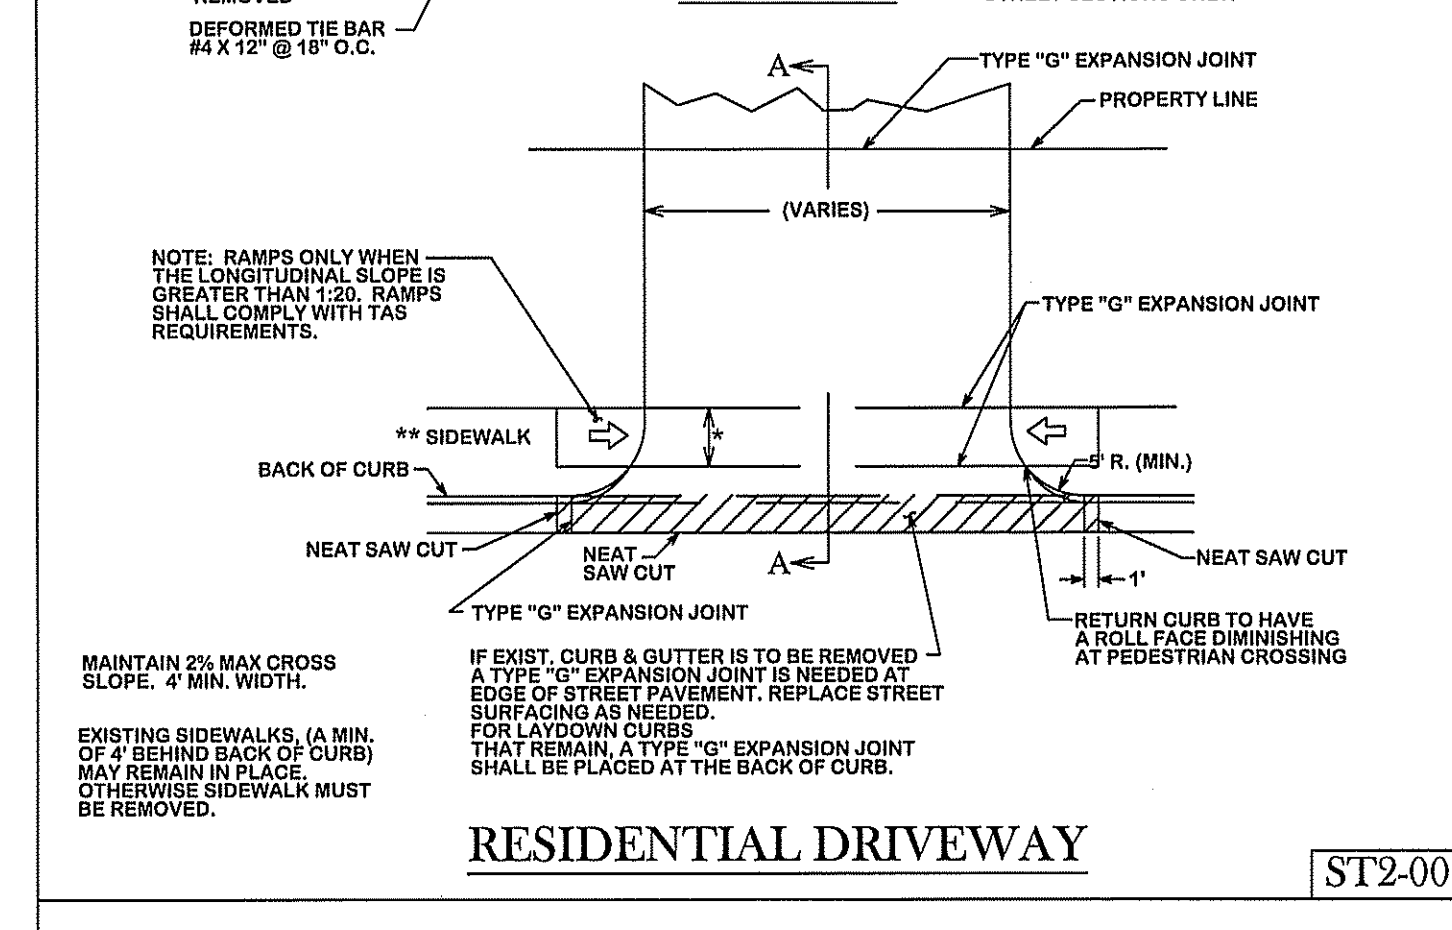 REMOVED
DEFORMED TIE BAR
#4 X 12" @ 18" O.C.
A
TYPE "G" EXPANSION JOINT
PROPERTY LINE
(VARIES)
NOTE: RAMPS ONLY WHEN
THE LONGITUDINAL SLOPE IS
GREATER THAN 1:20. RAMPS
SHALL COMPLY WITH TAS
REQUIREMENTS.
TYPE "G" EXPANSION JOINT
** SIDEWALK
*
BACK OF CURB
5' R. (MIN.)
NEAT SAW CUT
NEAT
SAW CUT
A
NEAT SAW CUT
1'
TYPE "G" EXPANSION JOINT
RETURN CURB TO HAVE
A ROLL FACE DIMINISHING
AT PEDESTRIAN CROSSING
MAINTAIN 2% MAX CROSS
SLOPE. 4' MIN. WIDTH.
IF EXIST. CURB & GUTTER IS TO BE REMOVED
A TYPE "G" EXPANSION JOINT IS NEEDED AT
EDGE OF STREET PAVEMENT. REPLACE STREET
SURFACING AS NEEDED.
FOR LAYDOWN CURBS
THAT REMAIN, A TYPE "G" EXPANSION JOINT
SHALL BE PLACED AT THE BACK OF CURB.
EXISTING SIDEWALKS, (A MIN.
OF 4' BEHIND BACK OF CURB)
MAY REMAIN IN PLACE.
OTHERWISE SIDEWALK MUST
BE REMOVED.
RESIDENTIAL DRIVEWAY
ST2-00